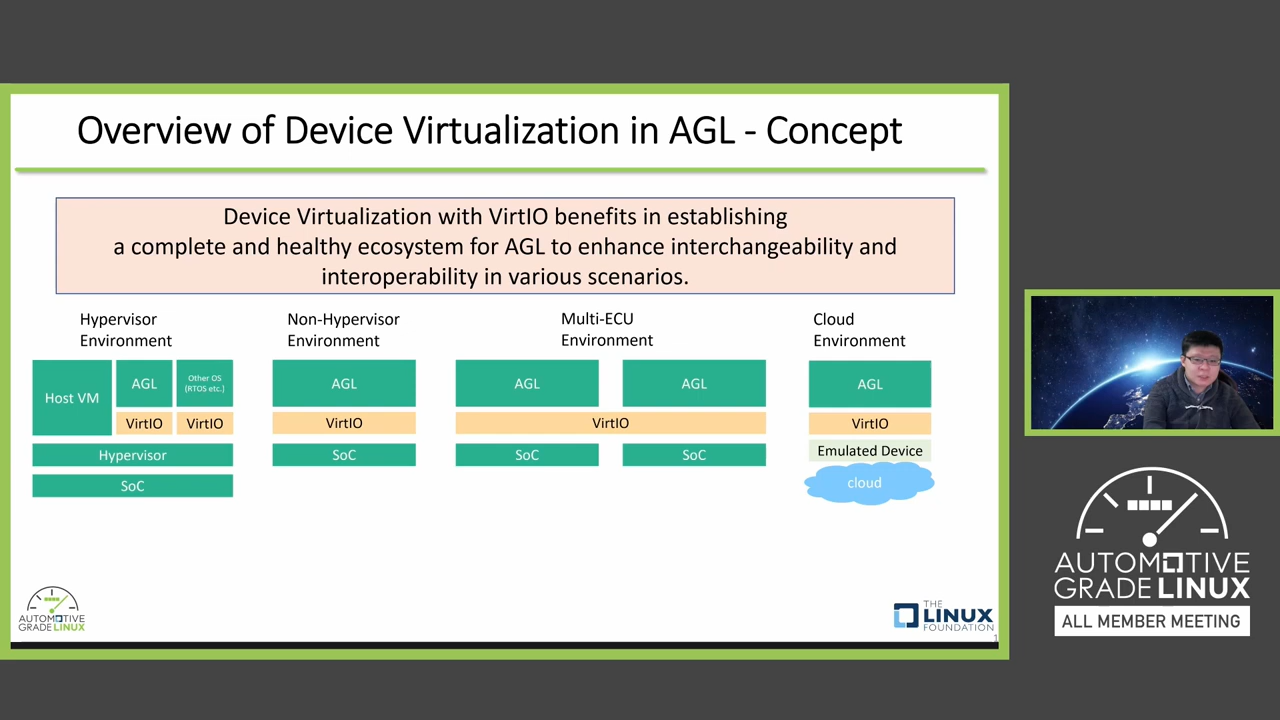 Overview of Device Virtualization in AGL - Concept
Device Virtualization with VirtIO benefits in establishing
a complete and healthy ecosystem for AGL to enhance interchangeability and
interoperability in various scenarios.
Hypervisor
Environment
Host VM
AGL
Other OS
(RTOS etc.)
VirtIO
VirtIO
Hypervisor
SoC
Non-Hypervisor
Environment
AGL
VirtIO
SoC
Multi-ECU
Environment
AGL
AGL
VirtIO
SoC
SoC
Cloud
Environment
AGL
VirtIO
Emulated Device
cloud
AUTOMOTIVE
GRADE LINUX
THE
LINUX
FOUNDATION
1
AUTOMOTIVE
GRADE LINUX
ALL MEMBER MEETING